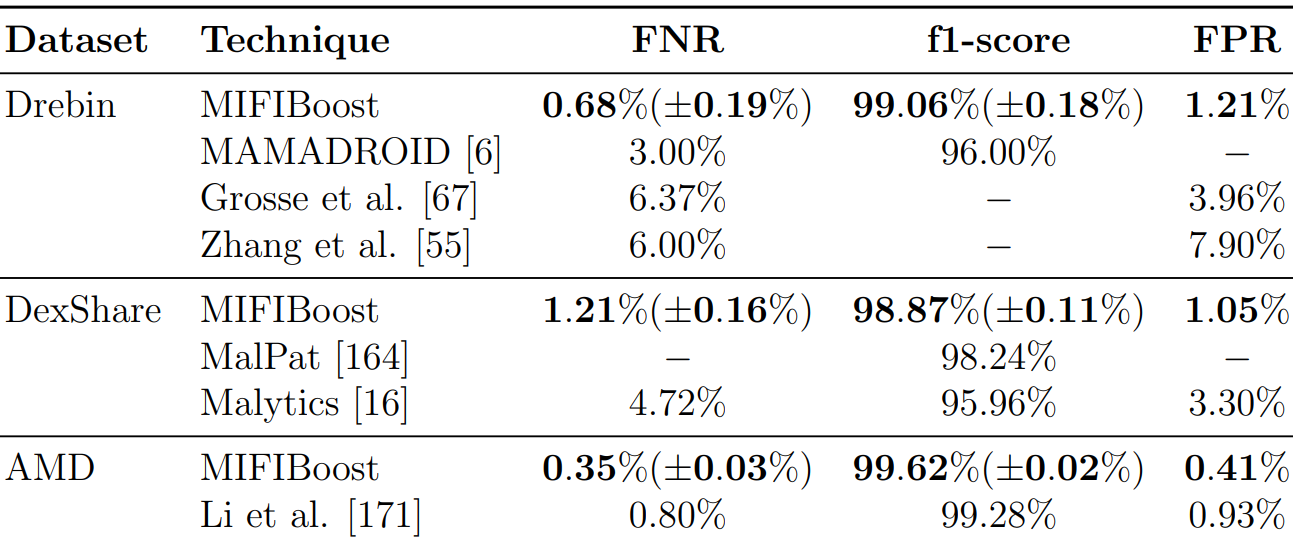 Dataset Technique FNR f1-score FPR
Drebin MIFIBoost 0.68%(±0.19%) 99.06%(±0.18%) 1.21%
MAMADROID [6] 3.00% 96.00% −
Grosse et al. [67] 6.37% − 3.96%
Zhang et al. [55] 6.00% − 7.90%
DexShare MIFIBoost 1.21%(±0.16%) 98.87%(±0.11%) 1.05%
MalPat [164] − 98.24% −
Malytics [16] 4.72% 95.96% 3.30%
AMD MIFIBoost 0.35%(±0.03%) 99.62%(±0.02%) 0.41%
Li et al. [171] 0.80% 99.28% 0.93%